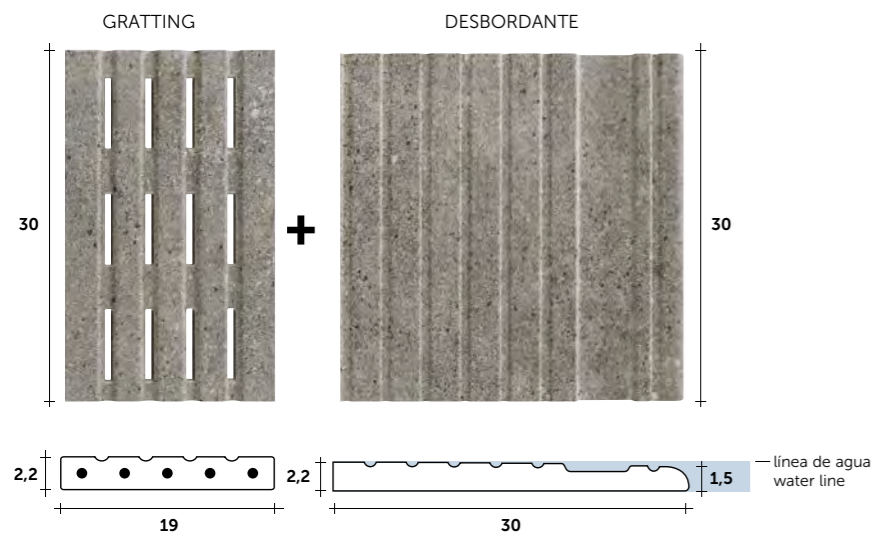 GRATTING
DESBORDANTE
30
+
30
2,2
19
2,2
30
1,5
línea de agua
water line